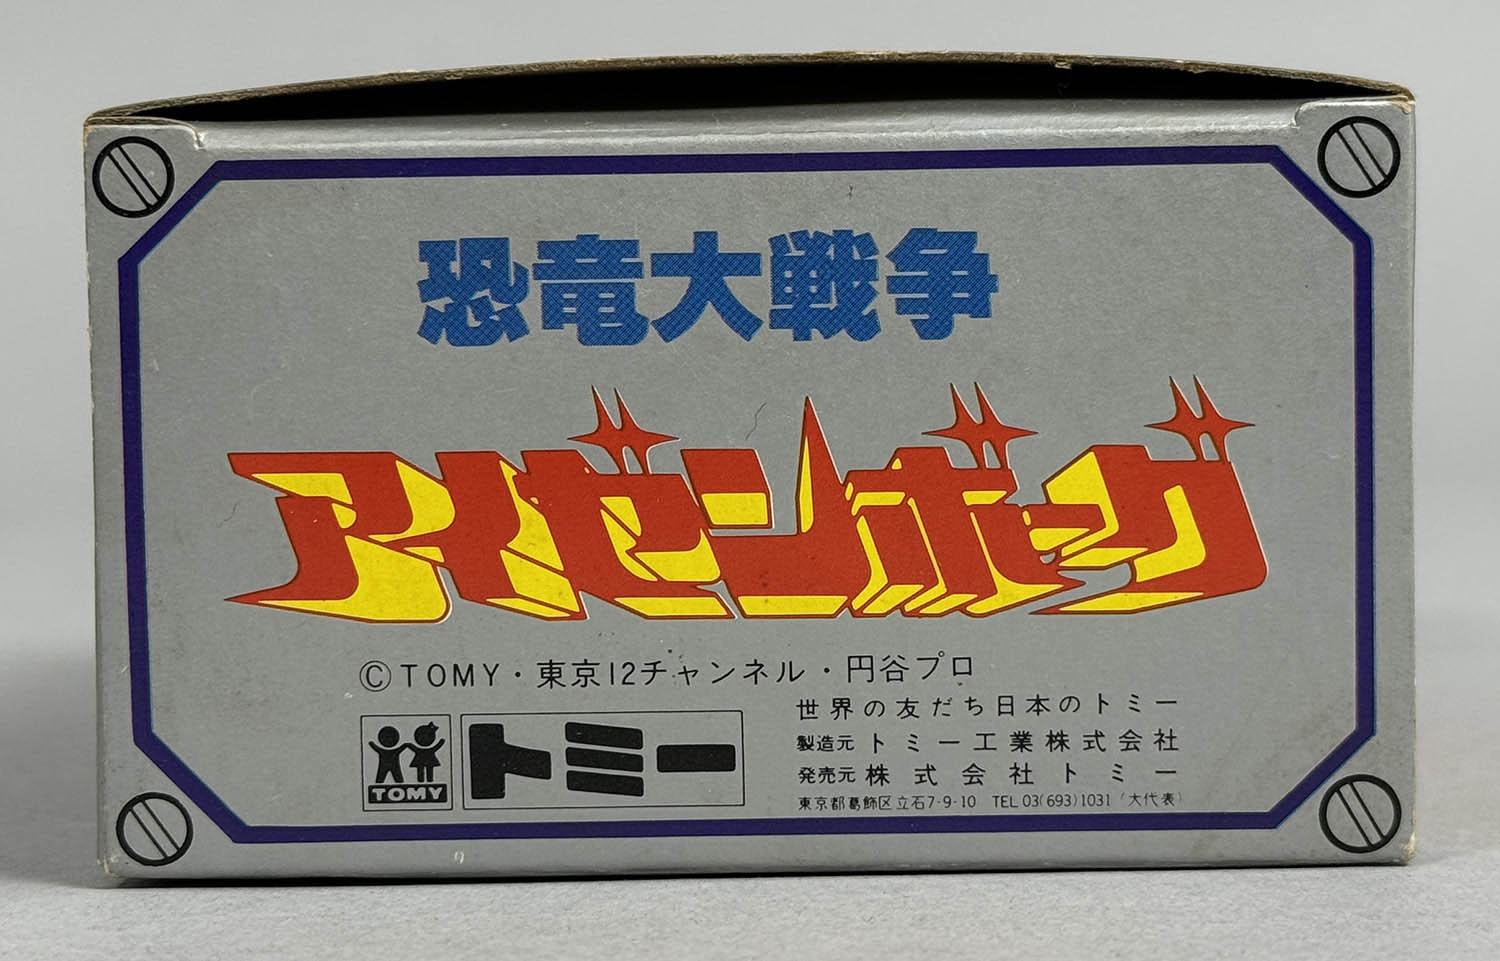 恐竜大戦争
アイゼンボーグ
©TOMY・東京12チャンネル・円谷プロ
世界の友だち日本のトミー
製造元 トミー工業株式会社
発売元 株式会社トミー
東京都葛飾区立石7-9-10 TEL 03(693)1031(大代表)
TOMY
トミー